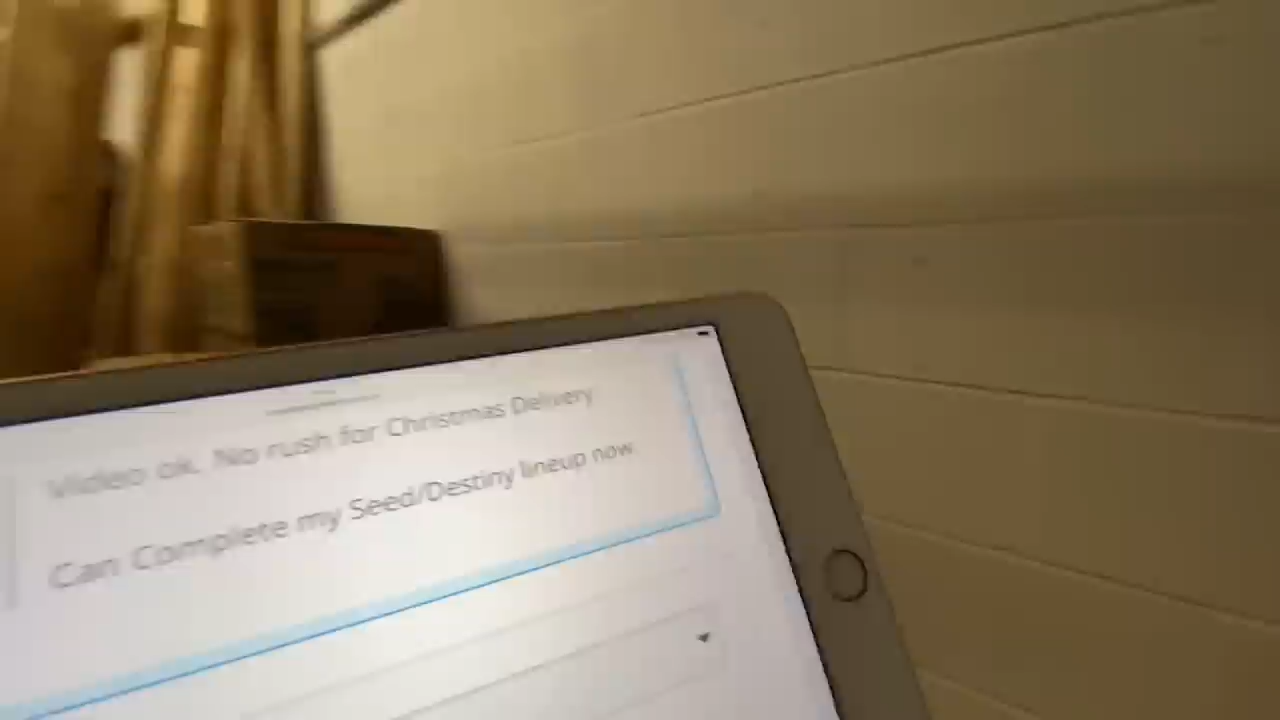 Video ok. No rush for Christmas Delivery
Can Complete my Seed/Destiny lineup now